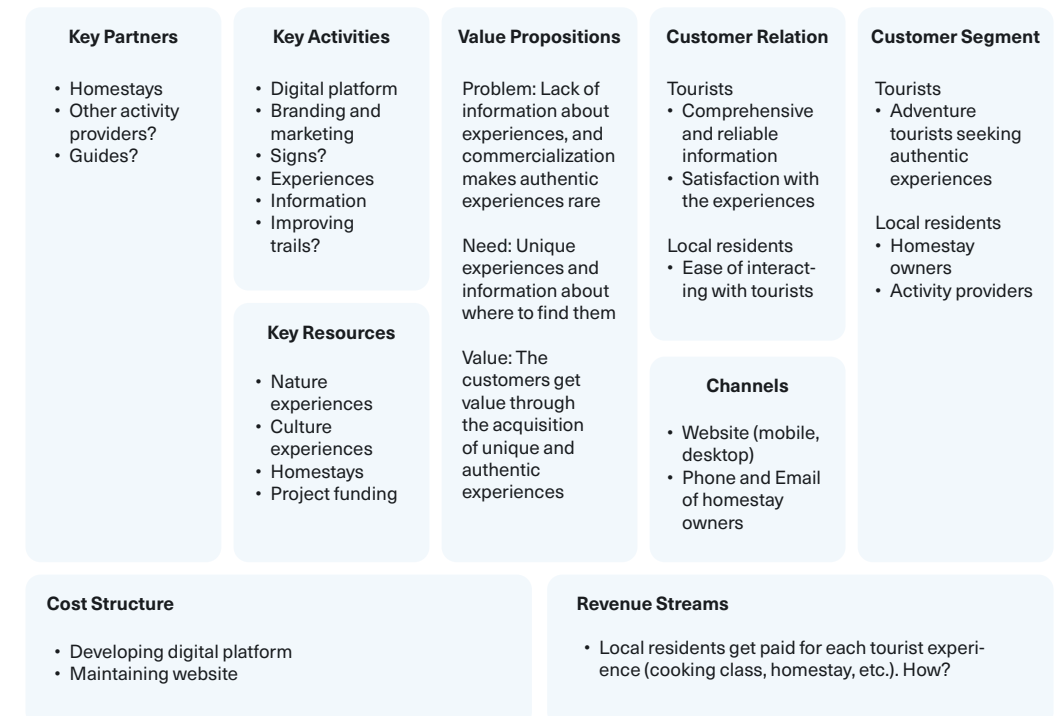 Key Partners
• Homestays
• Other activity
providers?
• Guides?
Key Activities
• Digital platform
• Branding and
marketing
• Signs?
• Experiences
• Information
• Improving
trails?
Key Resources
• Nature
experiences
• Culture
experiences
• Homestays
• Project funding
Value Propositions
Problem: Lack of
information about
experiences, and
commercialization
makes authentic
experiences rare
Need: Unique
experiences and
information about
where to find them
Value: The
customers get
value through
the acquisition
of unique and
authentic
experiences
Customer Relation
Tourists
• Comprehensive
and reliable
information
• Satisfaction with
the experiences
Local residents
• Ease of interact-
ing with tourists
Channels
• Website (mobile,
desktop)
• Phone and Email
of homestay
owners
Customer Segment
Tourists
• Adventure
tourists seeking
authentic
experiences
Local residents
• Homestay
owners
• Activity providers
Cost Structure
• Developing digital platform
• Maintaining website
Revenue Streams
• Local residents get paid for each tourist experi-
ence (cooking class, homestay, etc.). How?